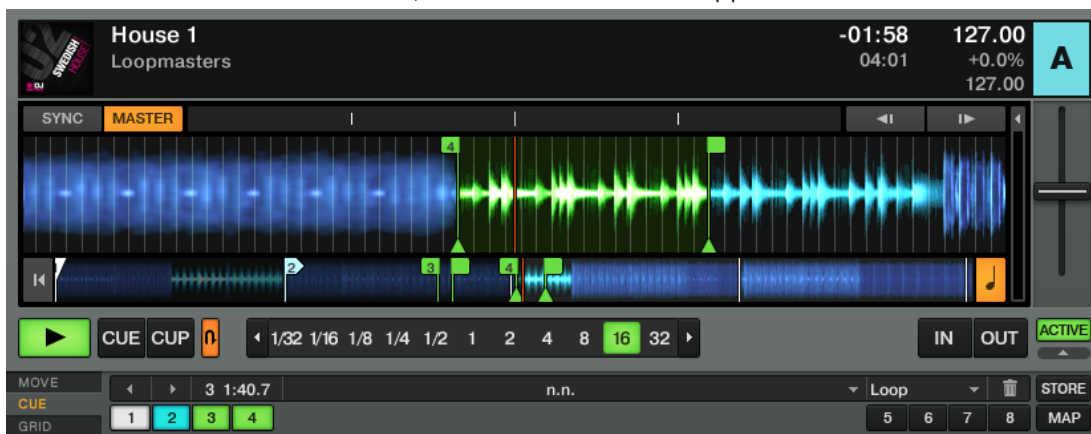 House 1
Loopmasters
-01:58
04:01
127.00
+0.0%
127.00
A
SWEDISH HOUSE
DJ
SYNC MASTER
4
2 3 4
CUE CUP 1/32 1/16 1/8 1/4 1/2 1 2 4 8 16 32 IN OUT ACTIVE
MOVE
3 1:40.7 n.n. Loop STORE
CUE
1 2 3 4 5 6 7 8 MAP
GRID